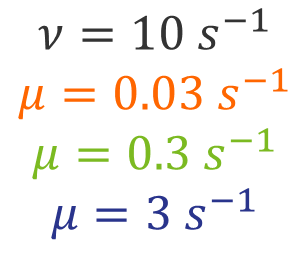 ν = 10 s⁻¹
μ = 0.03 s⁻¹
μ = 0.3 s⁻¹
μ = 3 s⁻¹